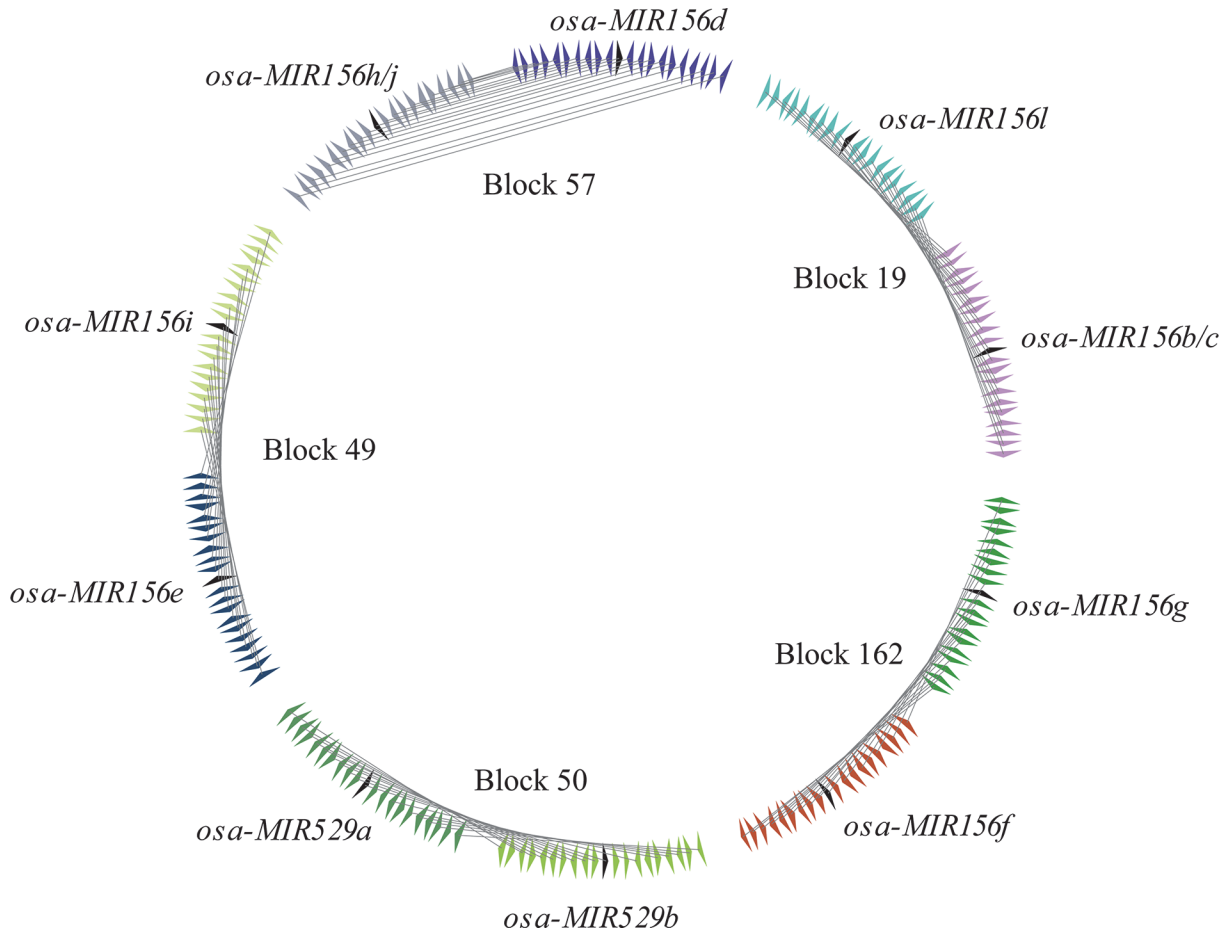 osa-MIR156d
osa-MIR156h/j
osa-MIR156l
Block 57
Block 19
osa-MIR156i
osa-MIR156b/c
Block 49
osa-MIR156e
osa-MIR156g
Block 162
Block 50
osa-MIR529a
osa-MIR156f
osa-MIR529b